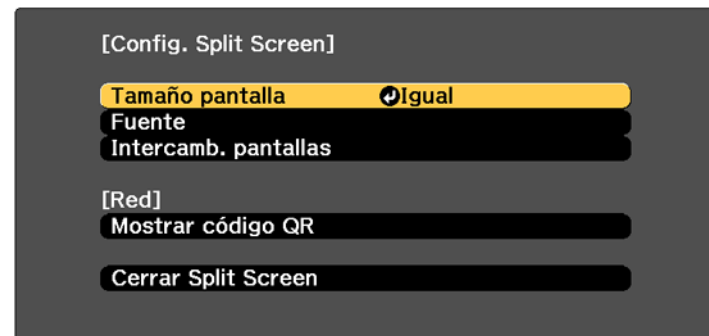 [Config. Split Screen]
Tamaño pantalla Igual
Fuente
Intercamb. pantallas
[Red]
Mostrar código QR
Cerrar Split Screen